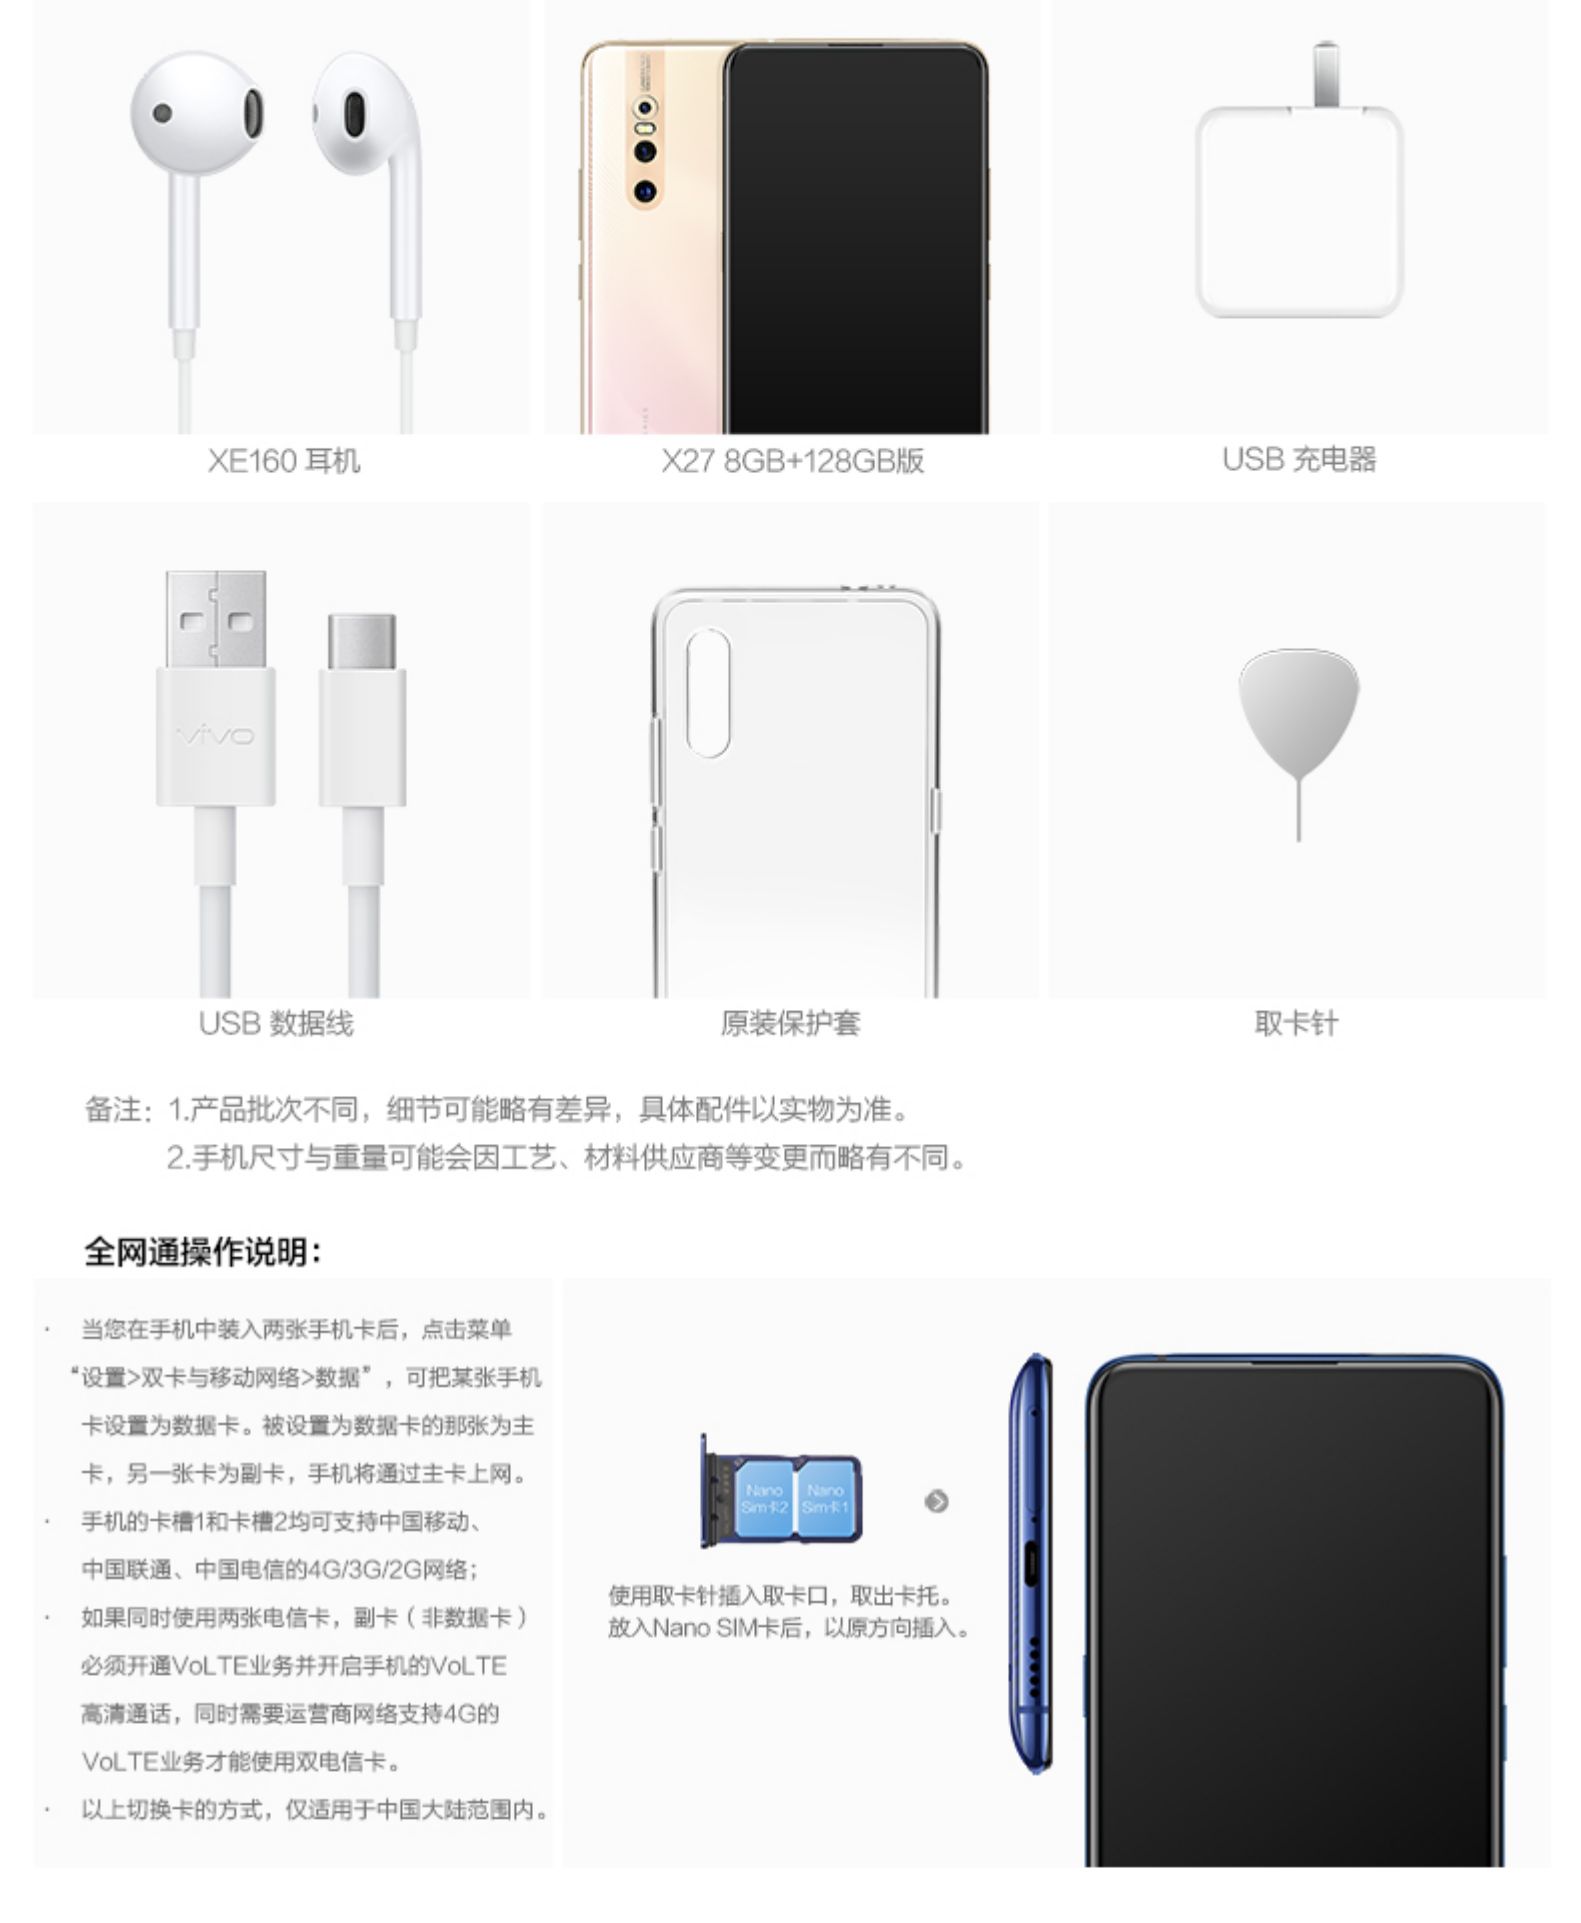 XE160 耳机
X27 8GB+128GB版
USB 充电器
vivo
USB 数据线
原装保护套
取卡针
备注：1.产品批次不同，细节可能略有差异，具体配件以实物为准。
2.手机尺寸与重量可能会因工艺、材料供应商等变更而略有不同。
全网通操作说明：
· 当您在手机中装入两张手机卡后，点击菜单
“设置>双卡与移动网络>数据”，可把某张手机
卡设置为数据卡。被设置为数据卡的那张为主
卡，另一张卡为副卡，手机将通过主卡上网。
· 手机的卡槽1和卡槽2均可支持中国移动、
中国联通、中国电信的4G/3G/2G网络；
· 如果同时使用两张电信卡，副卡（非数据卡）
必须开通VoLTE业务并开启手机的VoLTE
高清通话，同时需要运营商网络支持4G的
VoLTE业务才能使用双电信卡。
· 以上切换卡的方式，仅适用于中国大陆范围内。
Nano
Sim卡2
Nano
Sim卡1
使用取卡针插入取卡口，取出卡托。
放入Nano SIM卡后，以原方向插入。